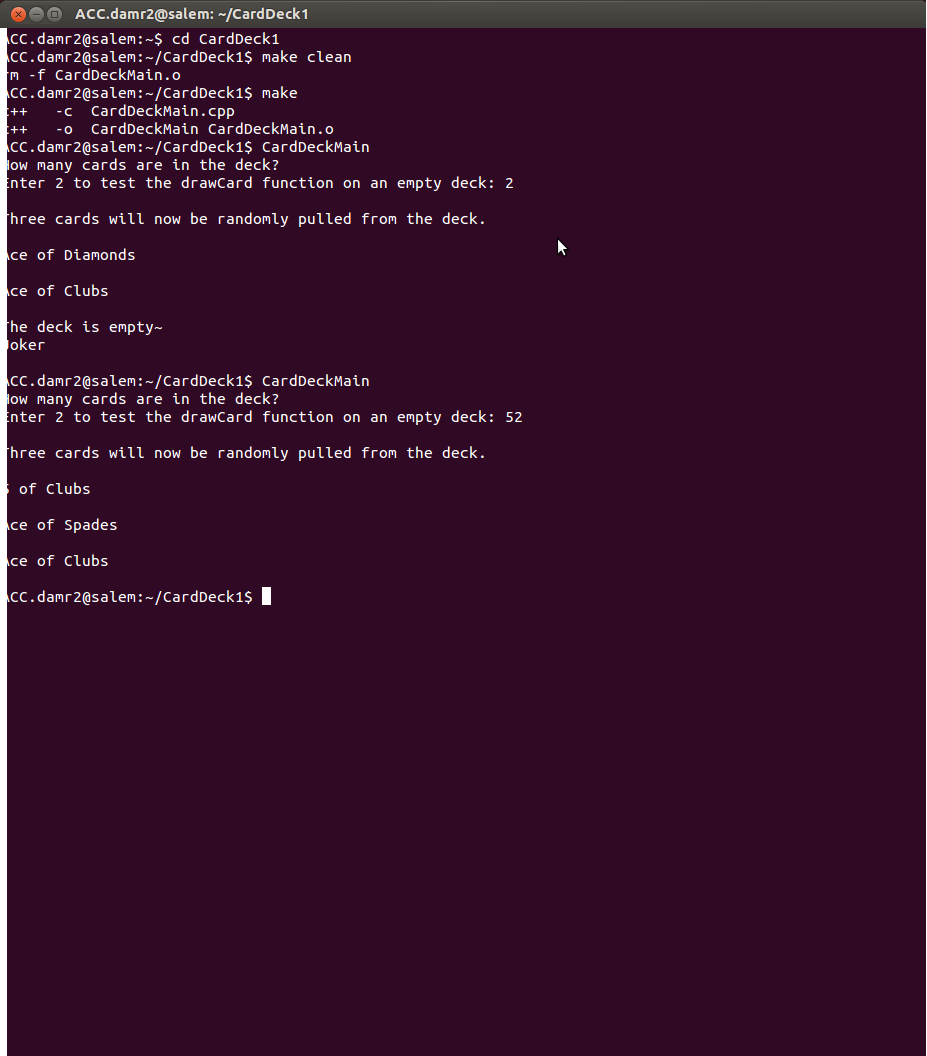 ACC.damr2@salem: ~/CardDeck1
ACC.damr2@salem:~$ cd CardDeck1
ACC.damr2@salem:~/CardDeck1$ make clean
rm -f CardDeckMain.o
ACC.damr2@salem:~/CardDeck1$ make
c++   -c  CardDeckMain.cpp
c++   -o  CardDeckMain CardDeckMain.o
ACC.damr2@salem:~/CardDeck1$ CardDeckMain
How many cards are in the deck?
Enter 2 to test the drawCard function on an empty deck: 2
Three cards will now be randomly pulled from the deck.
Ace of Diamonds
Ace of Clubs
The deck is empty~
Joker
ACC.damr2@salem:~/CardDeck1$ CardDeckMain
How many cards are in the deck?
Enter 2 to test the drawCard function on an empty deck: 52
Three cards will now be randomly pulled from the deck.
5 of Clubs
Ace of Spades
Ace of Clubs
ACC.damr2@salem:~/CardDeck1$